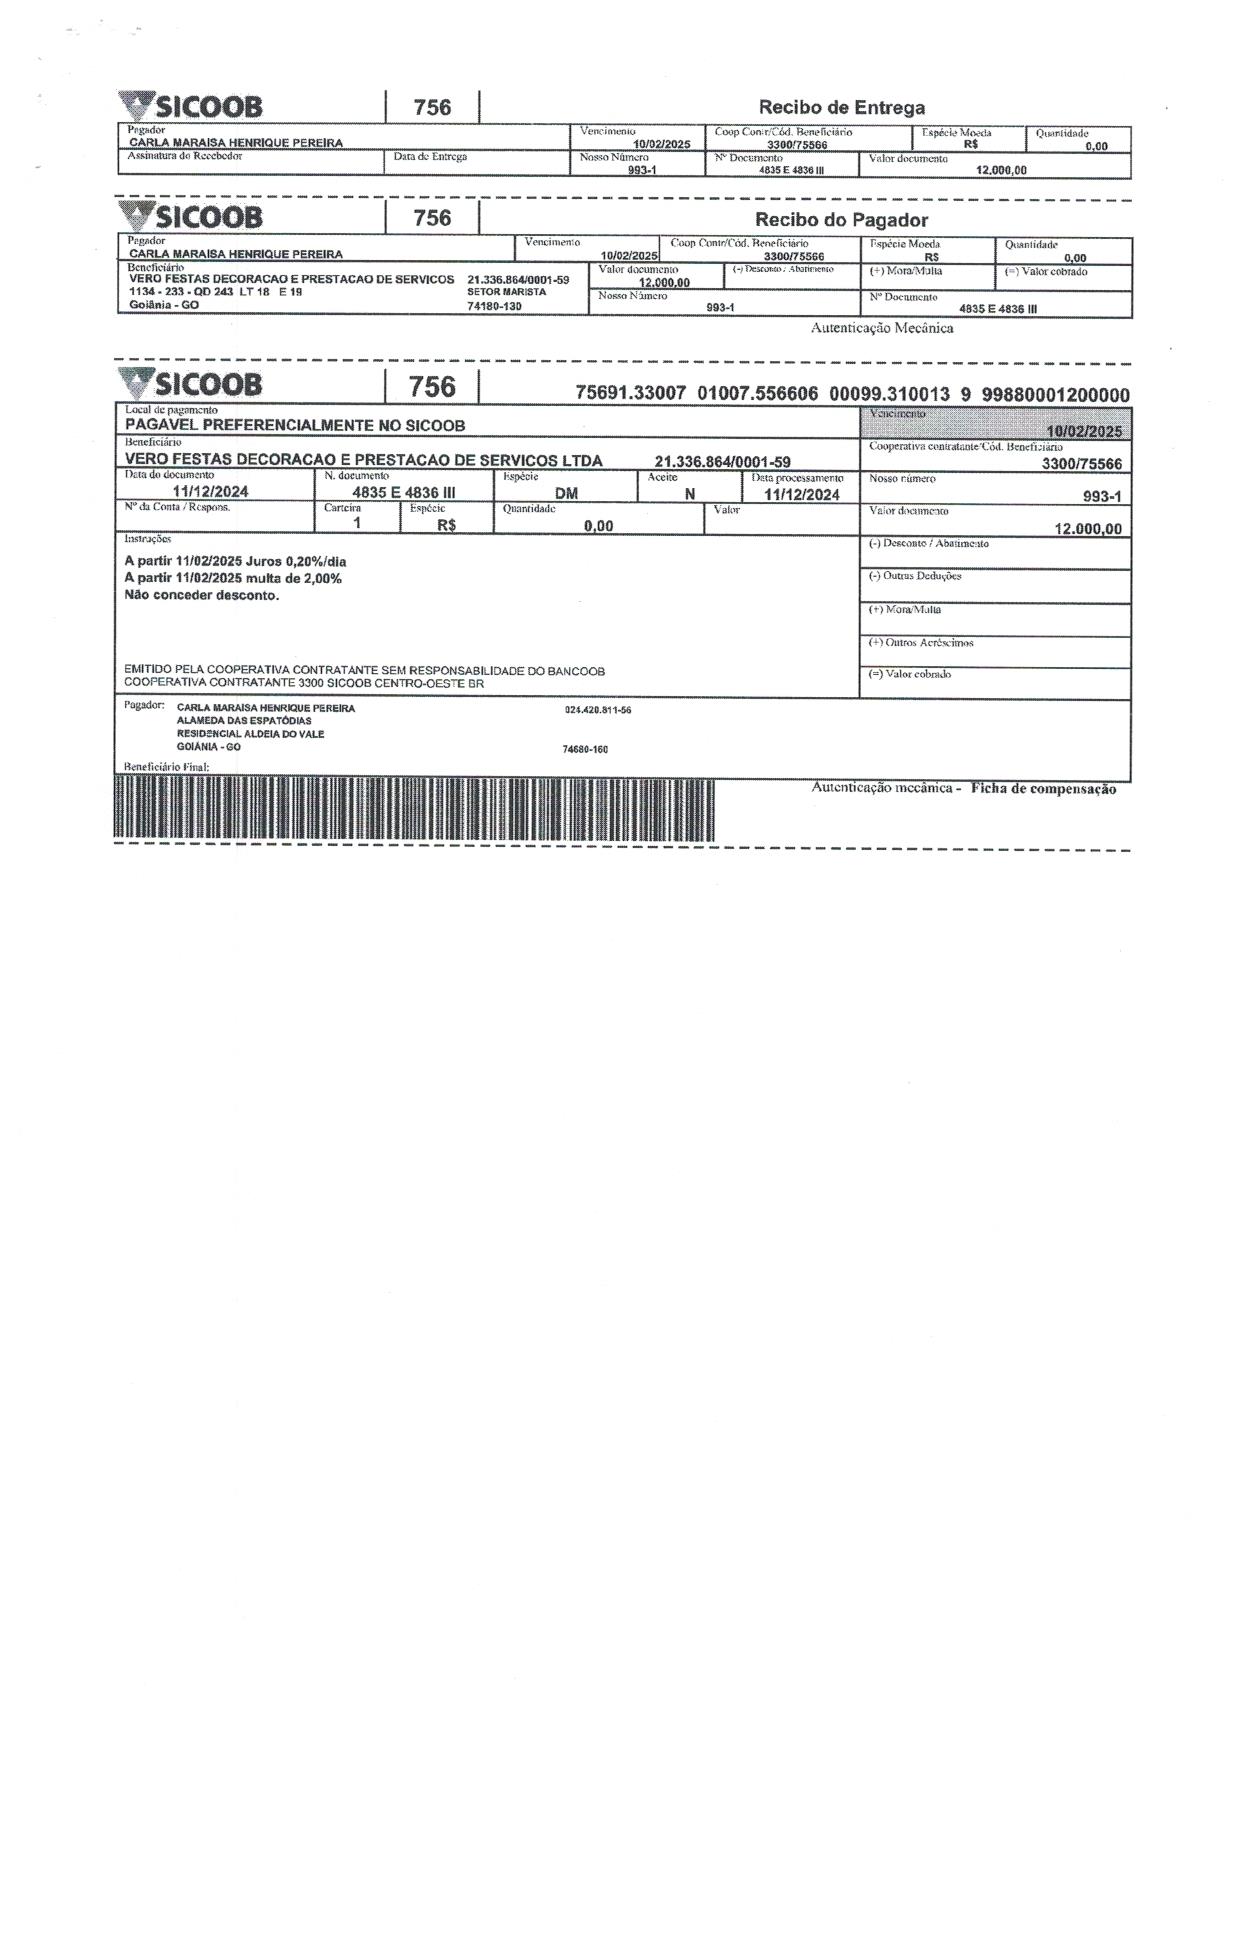 SICOOB 756 Recibo de Entrega
Pagador Vencimento Coop Contr/Cód. Beneficiário Espécie Moeda Quantidade
CARLA MARAISA HENRIQUE PEREIRA 10/02/2025 3300/75566 R$ 0,00
Assinatura do Recebedor Data de Entrega Nosso Número Nº Documento Valor documento
993-1 4835 E 4836 III 12.000,00
SICOOB 756 Recibo do Pagador
Pagador Vencimento Coop Contr/Cód. Beneficiário Espécie Moeda Quantidade
CARLA MARAISA HENRIQUE PEREIRA 10/02/2025 3300/75566 R$ 0,00
Beneficiário Valor documento (-) Desconto / Abatimento (+) Mora/Multa (=) Valor cobrado
VERO FESTAS DECORACAO E PRESTACAO DE SERVICOS 21.336.864/0001-59 12.000,00
1134 - 233 - QD 243 LT 18 E 19 SETOR MARISTA Nosso Número Nº Documento
Goiânia - GO 74180-130 993-1 4835 E 4836 III
Autenticação Mecânica
SICOOB 756 75691.33007 01007.556606 00099.310013 9 99880001200000
Local de pagamento Vencimento
PAGAVEL PREFERENCIALMENTE NO SICOOB 10/02/2025
Beneficiário Cooperativa contratante/Cód. Beneficiário
VERO FESTAS DECORACAO E PRESTACAO DE SERVICOS LTDA 21.336.864/0001-59 3300/75566
Data do documento N. documento Espécie Aceite Data processamento Nosso número
11/12/2024 4835 E 4836 III DM N 11/12/2024 993-1
Nº da Conta / Respons. Carteira Espécie Quantidade Valor Valor documento
1 R$ 0,00 12.000,00
Instruções (-) Desconto / Abatimento
A partir 11/02/2025 Juros 0,20%/dia
A partir 11/02/2025 multa de 2,00% (-) Outras Deduções
Não conceder desconto.
(+) Mora/Multa
(+) Outros Acréscimos
EMITIDO PELA COOPERATIVA CONTRATANTE SEM RESPONSABILIDADE DO BANCOOB (=) Valor cobrado
COOPERATIVA CONTRATANTE 3300 SICOOB CENTRO-OESTE BR
Pagador: CARLA MARAISA HENRIQUE PEREIRA 024.420.811-56
ALAMEDA DAS ESPATÓDIAS
RESIDENCIAL ALDEIA DO VALE
GOIÂNIA - GO 74680-160
Beneficiário Final:
Autenticação mecânica - Ficha de compensação